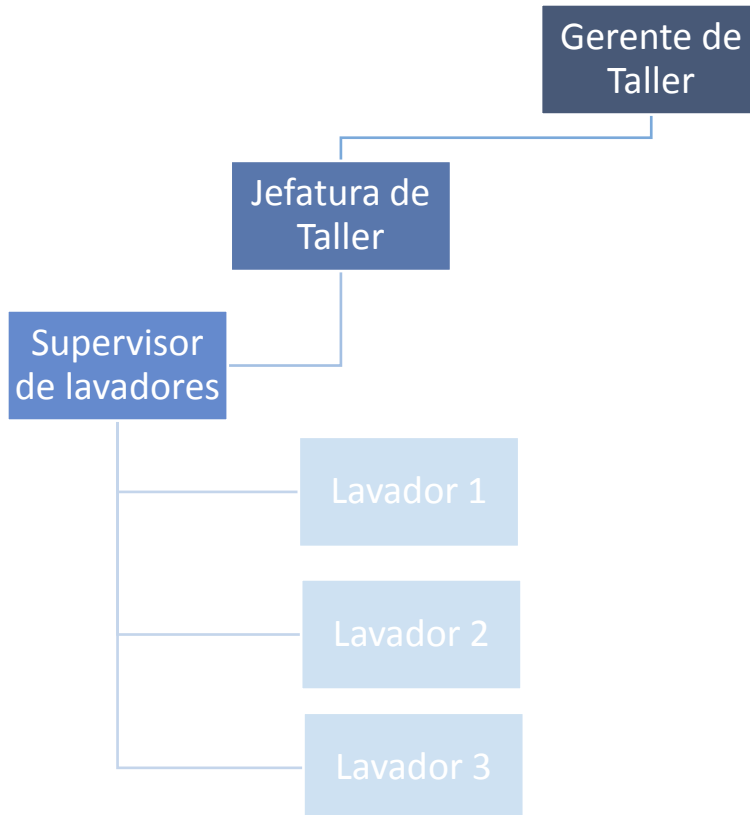 Gerente de
Taller
Jefatura de
Taller
Supervisor
de lavadores
Lavador 1
Lavador 2
Lavador 3